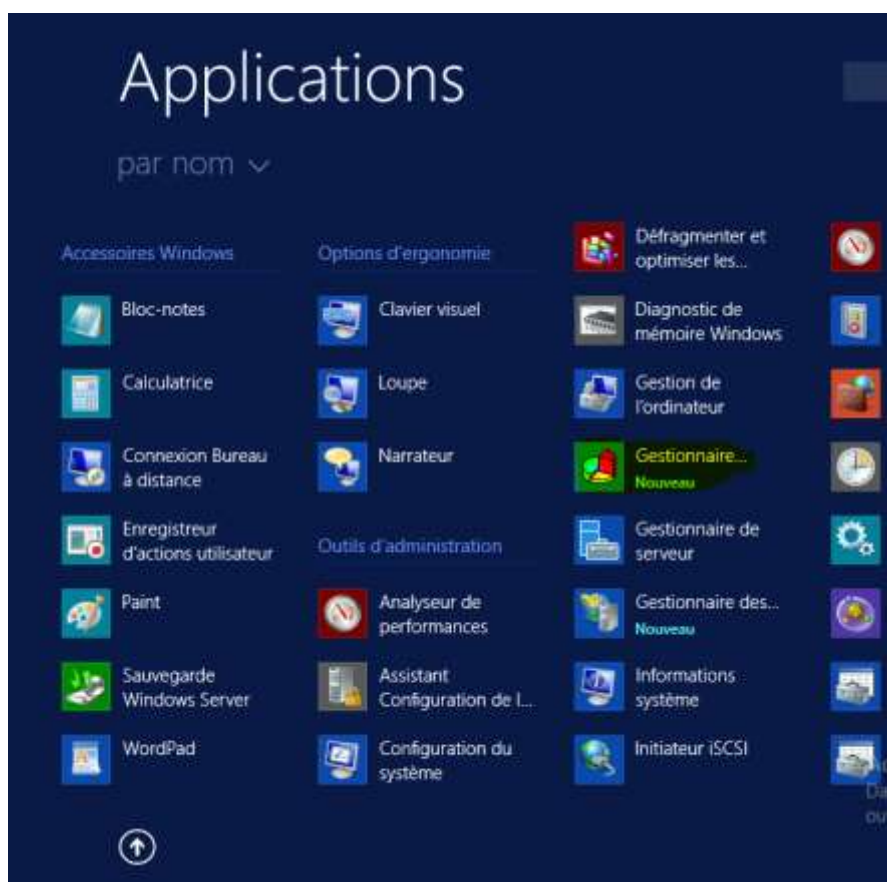 Applications
par nom
Accessoires Windows
Bloc-notes
Calculatrice
Connexion Bureau
à distance
Enregistreur
d'actions utilisateur
Paint
Sauvegarde
Windows Server
WordPad
Options d'ergonomie
Clavier visuel
Loupe
Narrateur
Outils d'administration
Analyseur de
performances
Assistant
Configuration de l...
Configuration du
système
Défragmenter et
optimiser les...
Diagnostic de
mémoire Windows
Gestion de
l'ordinateur
Gestionnaire...
Nouveau
Gestionnaire de
serveur
Gestionnaire des...
Nouveau
Informations
système
Initiateur iSCSI